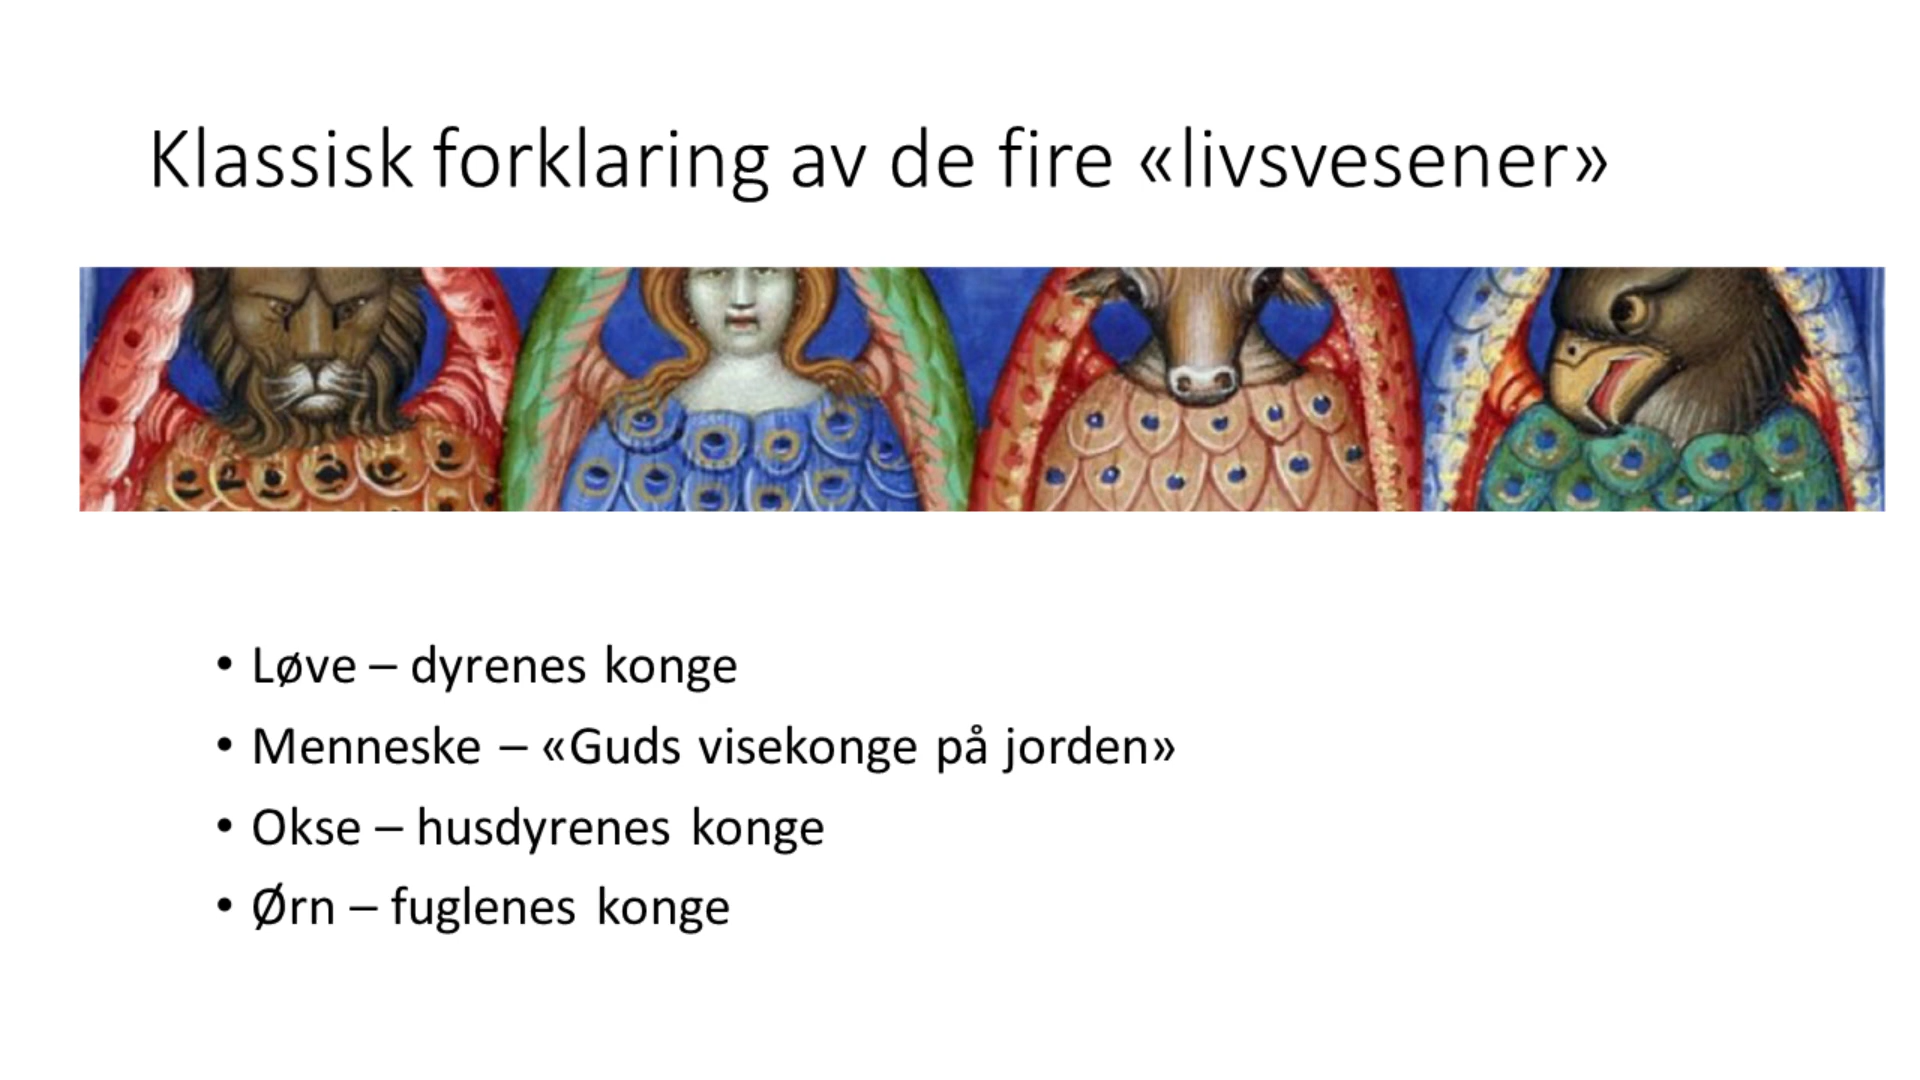 Klassisk forklaring av de fire «livsvesener»
• Løve – dyrenes konge
• Menneske – «Guds visekonge på jorden»
• Okse – husdyrenes konge
• Ørn – fuglenes konge